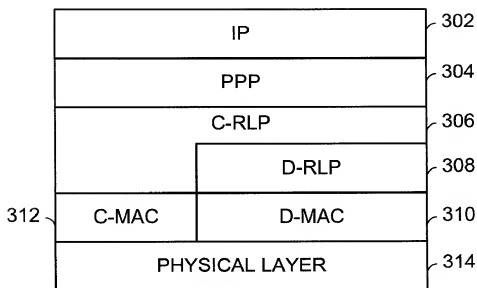 IP 302
PPP 304
C-RLP 306
D-RLP 308
312 C-MAC D-MAC 310
PHYSICAL LAYER 314